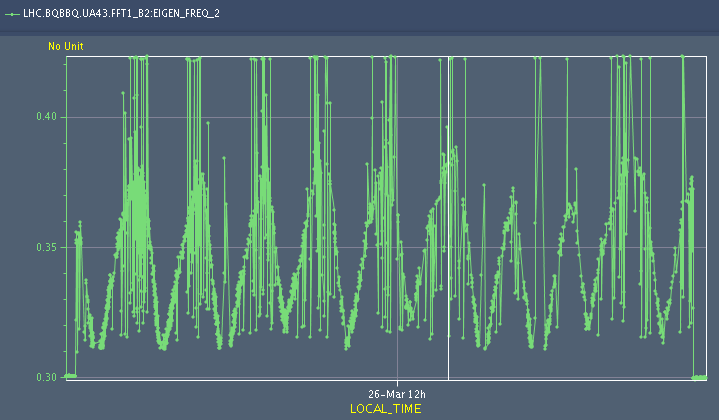 LHC.BQBBQ.UA43.FFT1_B2:EIGEN_FREQ_2
No Unit
0.40
0.35
0.30
26-Mar 12h
LOCAL_TIME